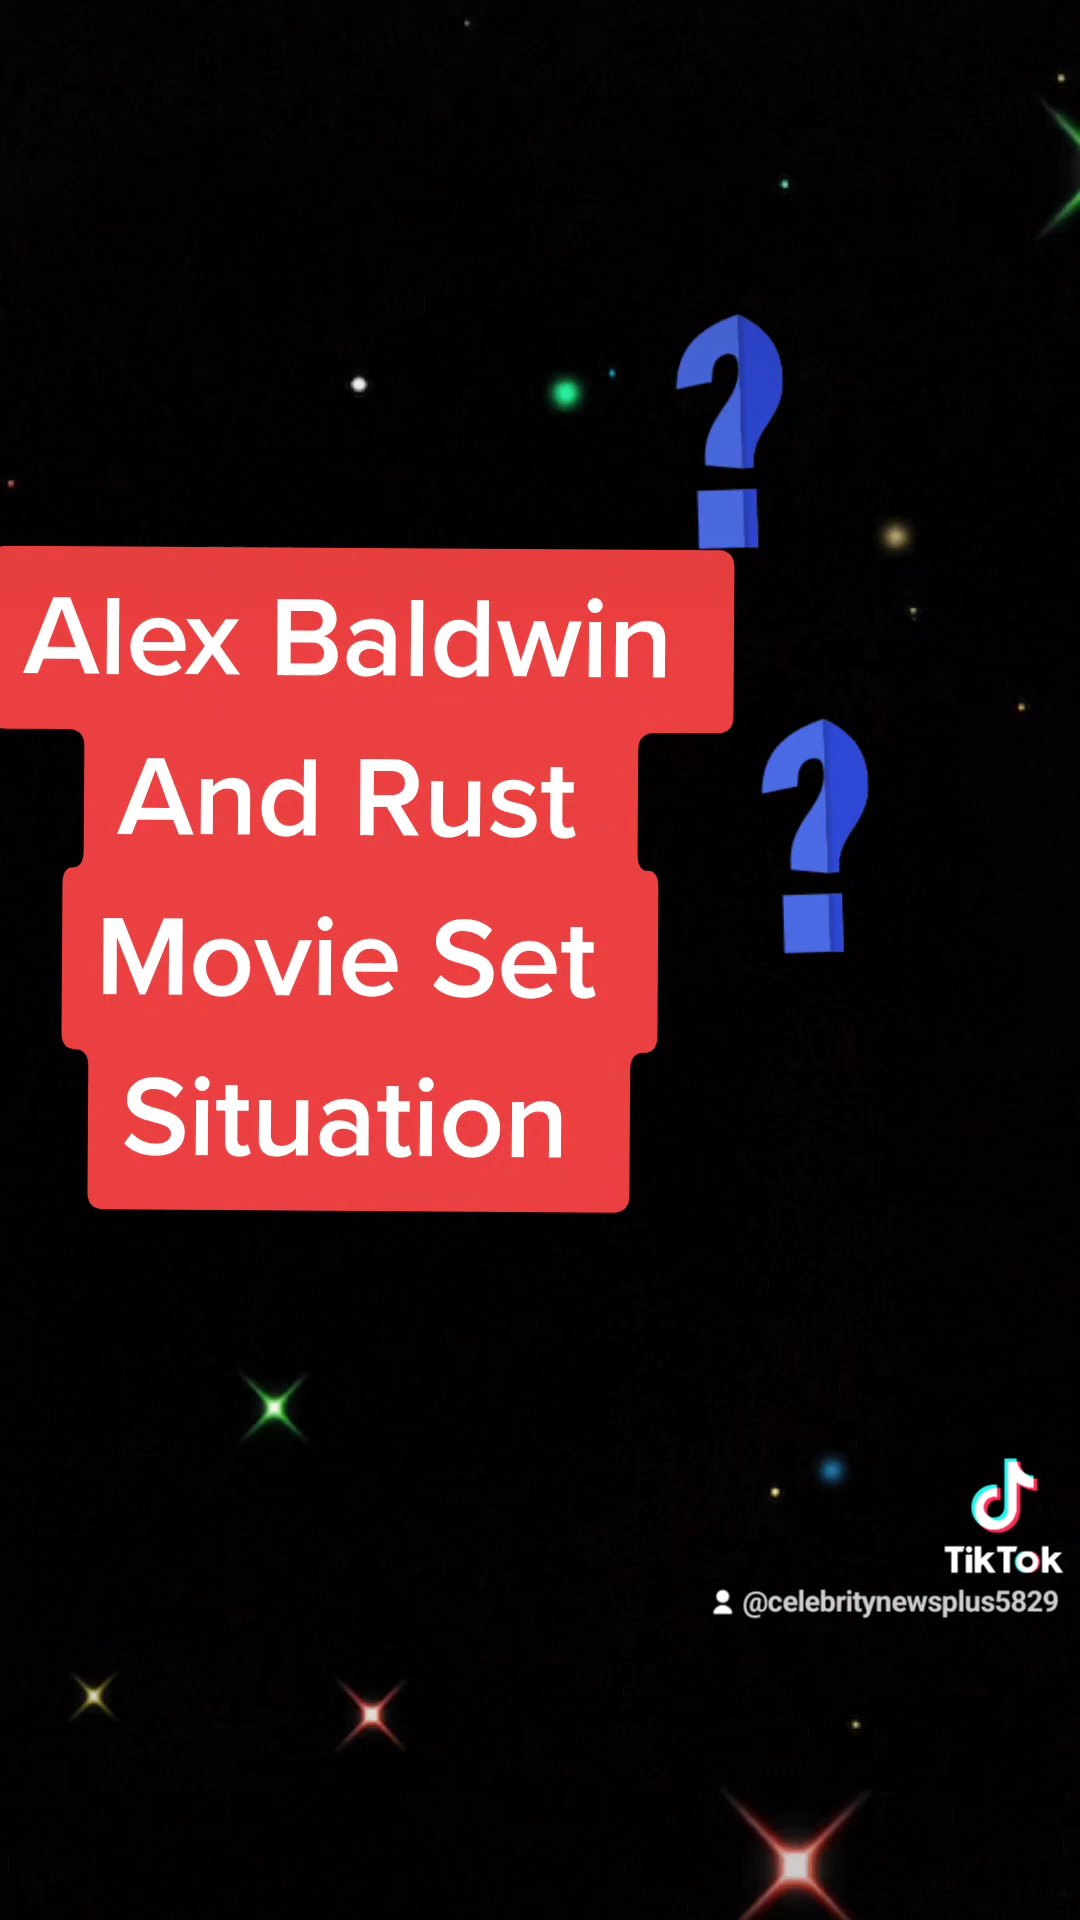 ?
Alex Baldwin
And Rust
?
Movie Set
Situation
TikTok
@celebritynewsplus5829